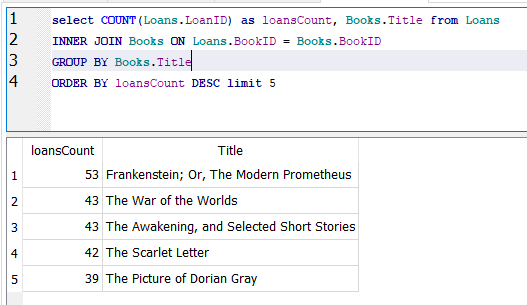 1 select COUNT(Loans.LoanID) as loansCount, Books.Title from Loans
2 INNER JOIN Books ON Loans.BookID = Books.BookID
3 GROUP BY Books.Title
4 ORDER BY loansCount DESC limit 5
loansCount Title
1 53 Frankenstein; Or, The Modern Prometheus
2 43 The War of the Worlds
3 43 The Awakening, and Selected Short Stories
4 42 The Scarlet Letter
5 39 The Picture of Dorian Gray